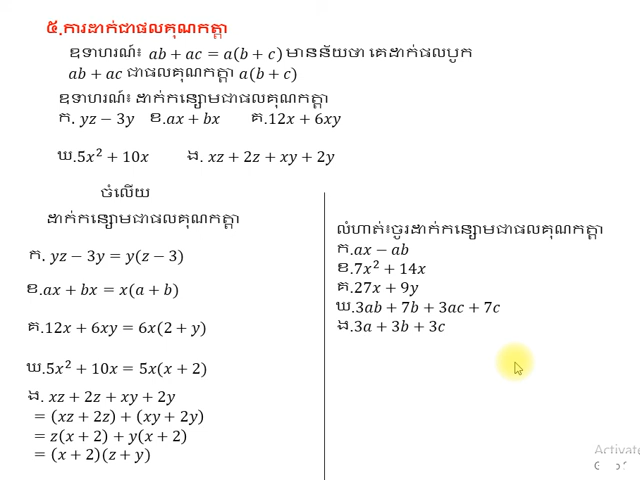 ៥.ការដាក់ជាផលគុណកត្តា
ឧទាហរណ៍៖ ab + ac = a(b + c) មានន័យថា គេដាក់ផលបូក
ab + ac ជាផលគុណកត្តា a(b + c)
ឧទាហរណ៍៖ ដាក់កន្សោមជាផលគុណកត្តា
ក. yz − 3y ខ.ax + bx គ.12x + 6xy
ឃ.5x² + 10x ង. xz + 2z + xy + 2y
ចំលើយ
ដាក់កន្សោមជាផលគុណកត្តា
ក. yz − 3y = y(z − 3)
ខ.ax + bx = x(a + b)
គ.12x + 6xy = 6x(2 + y)
ឃ.5x² + 10x = 5x(x + 2)
ង. xz + 2z + xy + 2y
= (xz + 2z) + (xy + 2y)
= z(x + 2) + y(x + 2)
= (x + 2)(z + y)
លំហាត់៖ចូរដាក់កន្សោមជាផលគុណកត្តា
ក.ax − ab
ខ.7x² + 14x
គ.27x + 9y
ឃ.3ab + 7b + 3ac + 7c
ង.3a + 3b + 3c
Activate